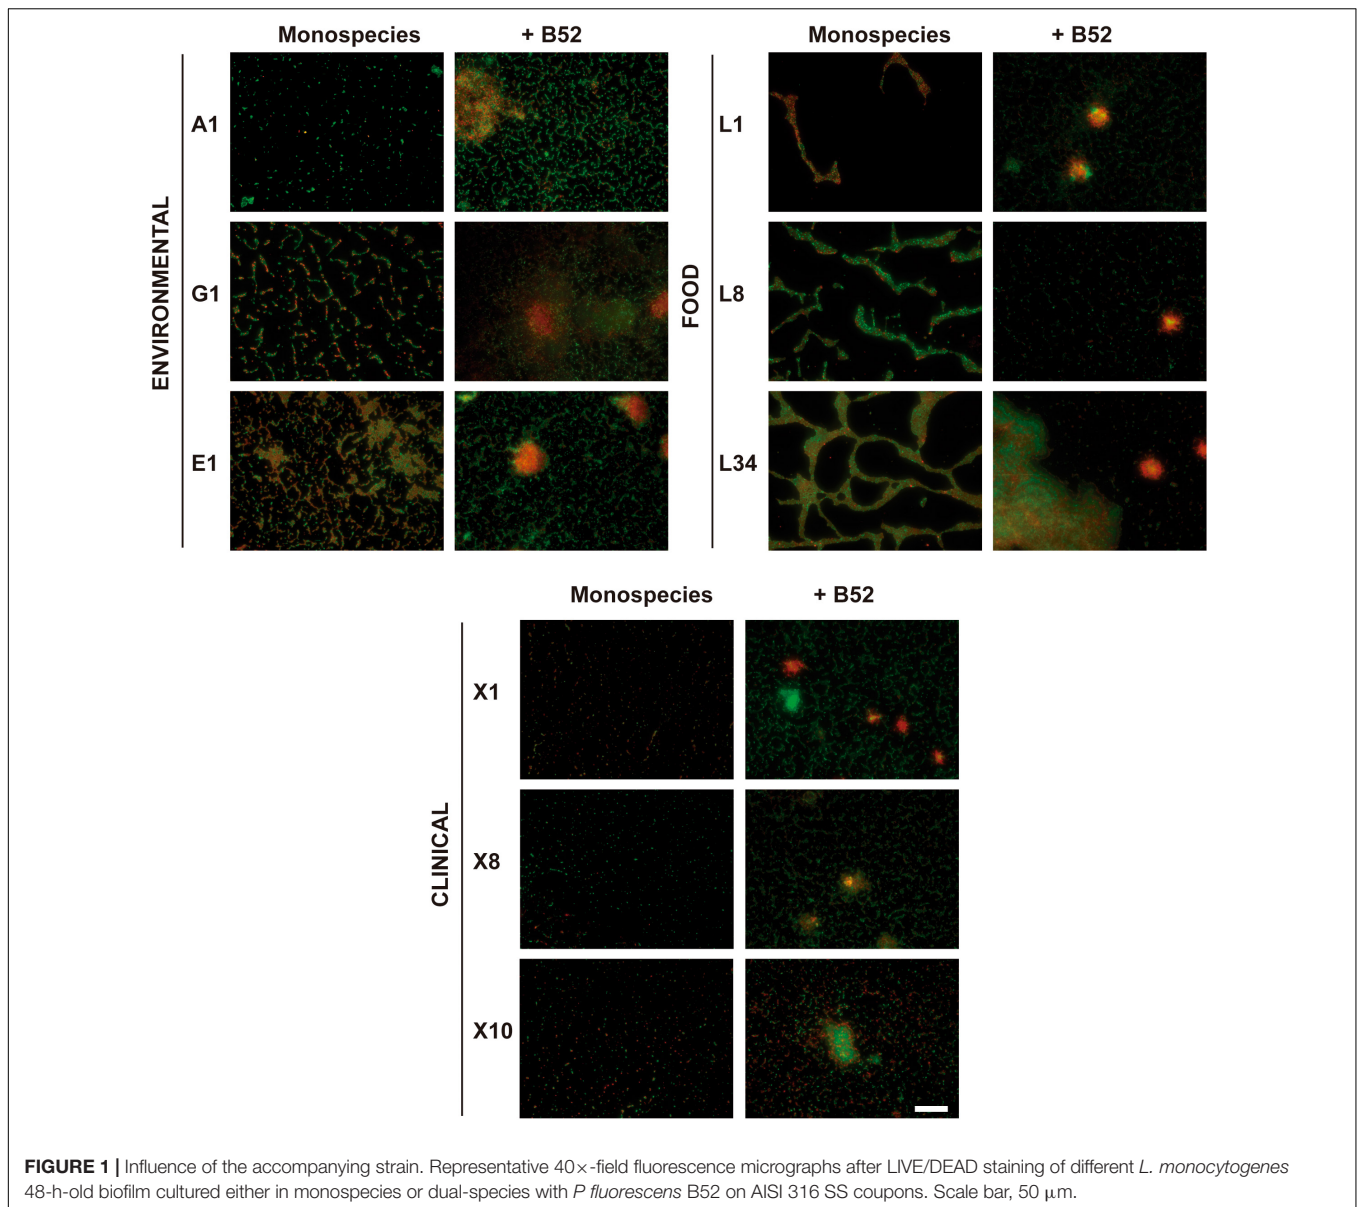 Monospecies + B52 Monospecies + B52
ENVIRONMENTAL
A1
G1
E1
FOOD
L1
L8
L34
Monospecies + B52
CLINICAL
X1
X8
X10
FIGURE 1 | Influence of the accompanying strain. Representative 40×-field fluorescence micrographs after LIVE/DEAD staining of different L. monocytogenes
48-h-old biofilm cultured either in monospecies or dual-species with P fluorescens B52 on AISI 316 SS coupons. Scale bar, 50 μm.